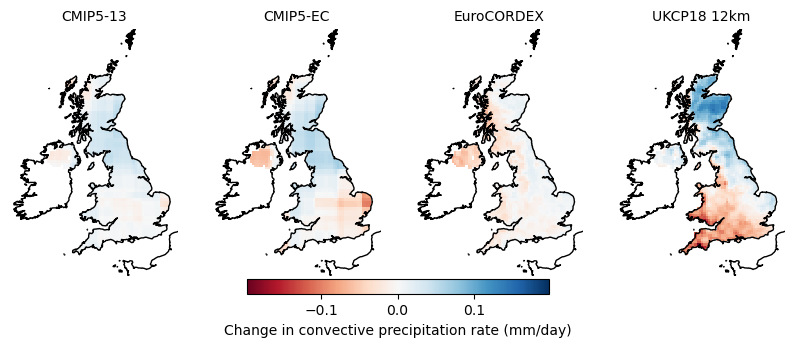 CMIP5-13 CMIP5-EC EuroCORDEX UKCP18 12km
−0.1 0.0 0.1
Change in convective precipitation rate (mm/day)